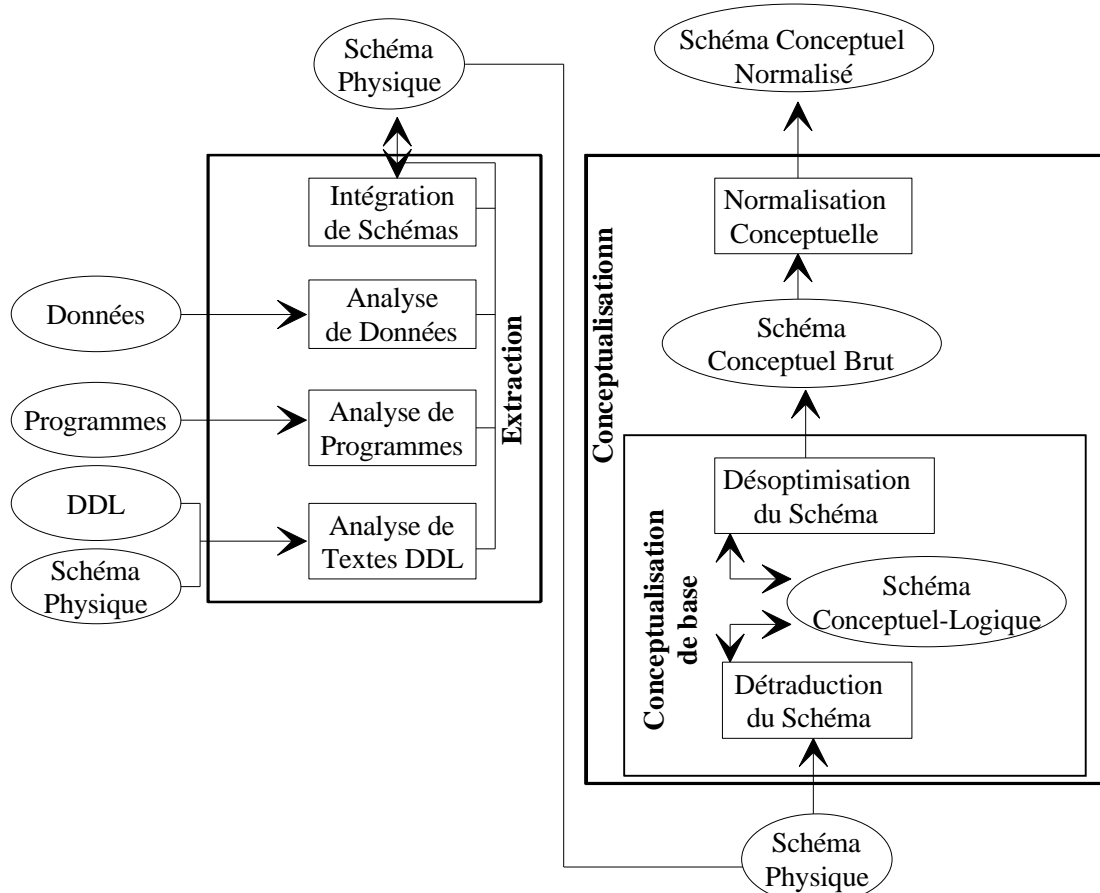 Schéma
Physique
Intégration
de Schémas
Données
Analyse
de Données
Programmes
Analyse de
Programmes
DDL
Schéma
Physique
Analyse de
Textes DDL
Extraction
Schéma Conceptuel
Normalisé
Conceptualisationn
Normalisation
Conceptuelle
Schéma
Conceptuel Brut
Conceptualisation
de base
Désoptimisation
du Schéma
Schéma
Conceptuel-Logique
Détraduction
du Schéma
Schéma
Physique